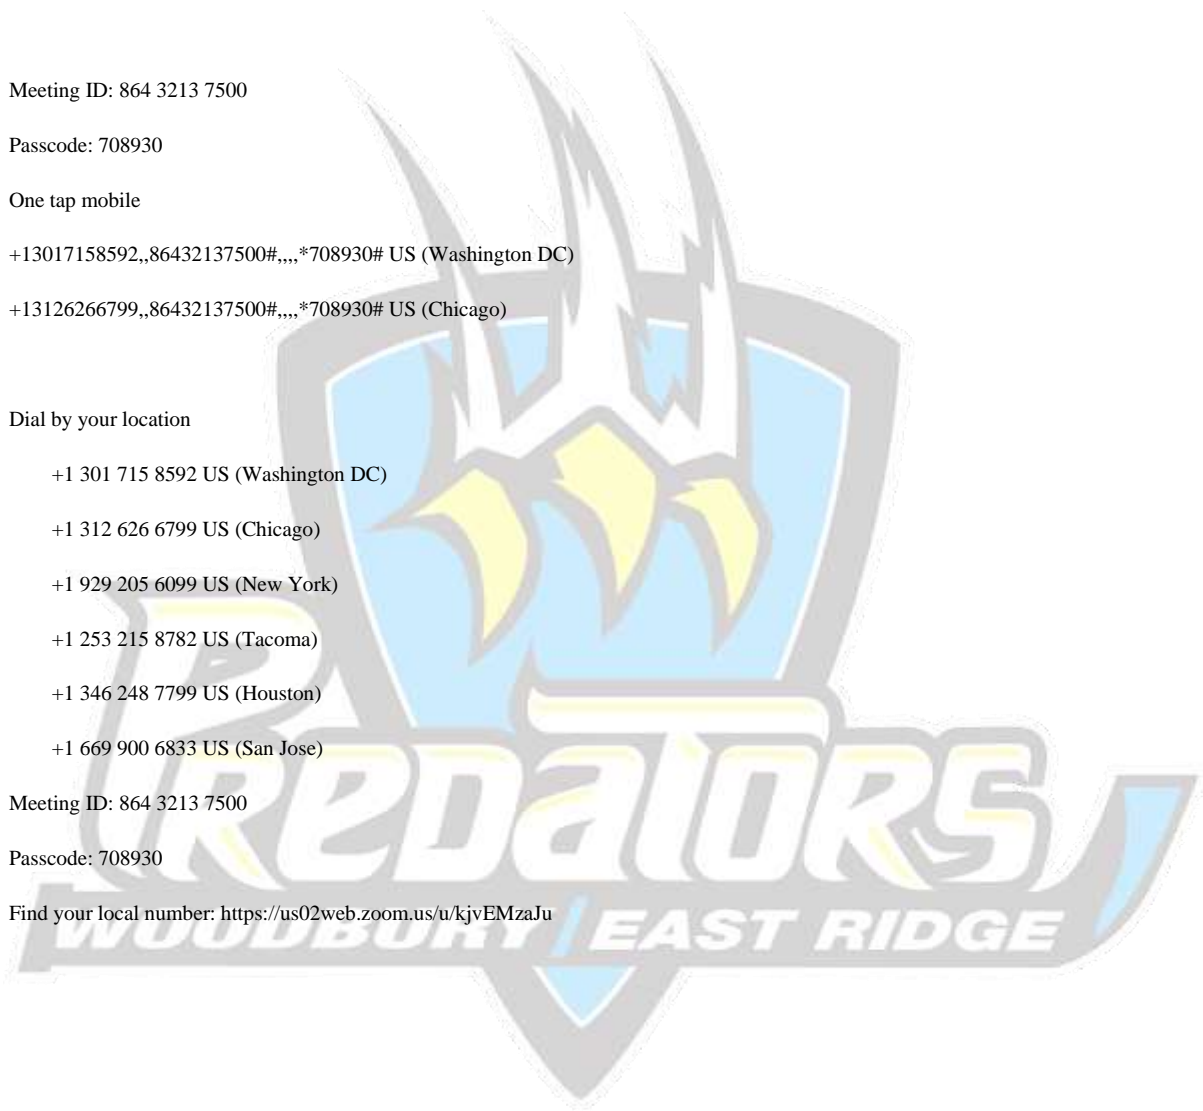 Meeting ID: 864 3213 7500
Passcode: 708930
One tap mobile
+13017158592,,86432137500#,,,,*708930# US (Washington DC)
+13126266799,,86432137500#,,,,*708930# US (Chicago)
Dial by your location
+1 301 715 8592 US (Washington DC)
+1 312 626 6799 US (Chicago)
+1 929 205 6099 US (New York)
+1 253 215 8782 US (Tacoma)
+1 346 248 7799 US (Houston)
+1 669 900 6833 US (San Jose)
Meeting ID: 864 3213 7500
Passcode: 708930
Find your local number: https://us02web.zoom.us/u/kjvEMzaJu
PREDATORS
WOODBURY / EAST RIDGE